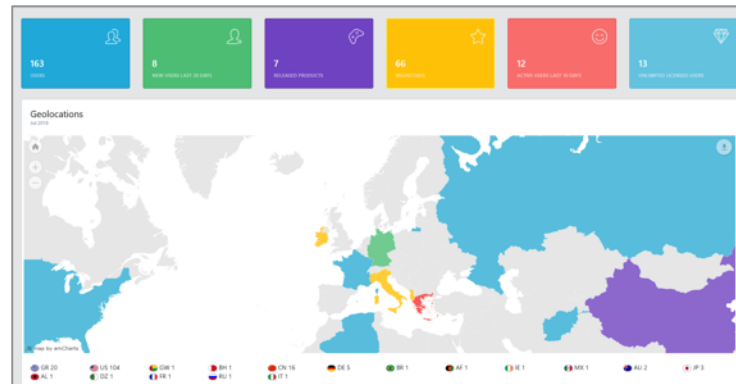 163
USERS
8
NEW USERS LAST 30 DAYS
7
RELEASED PRODUCTS
66
12
ACTIVE USERS LAST 10 DAYS
13
UNLIMITED LICENSED USERS
Geolocations
Jul 2019
map by amCharts
GR 20 US 104 GW 1 BH 1 CN 16 DE 5 BR 1 AF 1 IE 1 MX 1 AU 2 JP 3
AL 1 DZ 1 FR 1 RU 1 IT 1